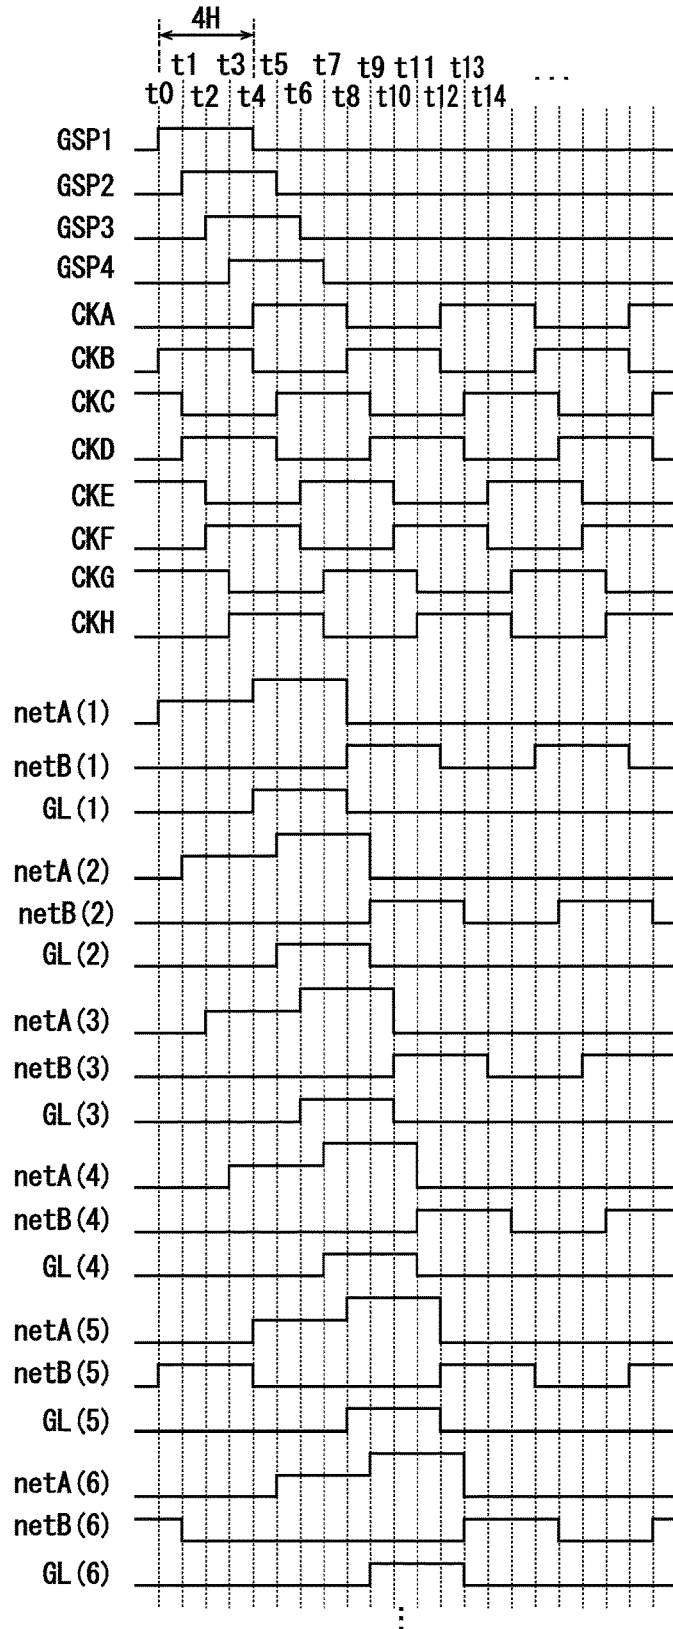 4H
t1 t3 t5 t7 t9 t11 t13 ...
t0 t2 t4 t6 t8 t10 t12 t14
GSP1
GSP2
GSP3
GSP4
CKA
CKB
CKC
CKD
CKE
CKF
CKG
CKH
netA(1)
netB(1)
GL(1)
netA(2)
netB(2)
GL(2)
netA(3)
netB(3)
GL(3)
netA(4)
netB(4)
GL(4)
netA(5)
netB(5)
GL(5)
netA(6)
netB(6)
GL(6)